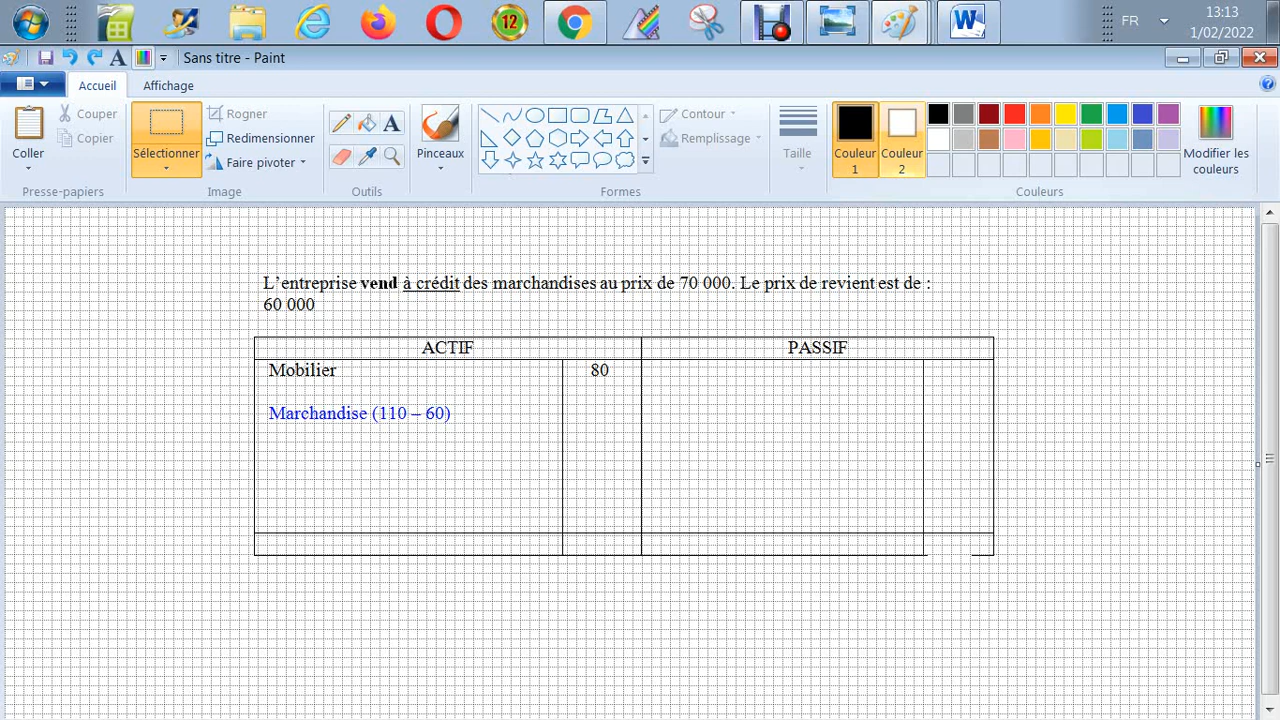 12
W
FR
13:13
1/02/2022
Sans titre - Paint
Accueil
Affichage
Coller
Couper
Copier
Presse-papiers
Sélectionner
Rogner
Redimensionner
Faire pivoter
Image
A
Outils
Pinceaux
Contour
Remplissage
Formes
Taille
Couleur 1
Couleur 2
Modifier les couleurs
Couleurs
L’entreprise vend à crédit des marchandises au prix de 70 000. Le prix de revient est de :
60 000
ACTIF PASSIF
Mobilier 80
Marchandise (110 – 60)